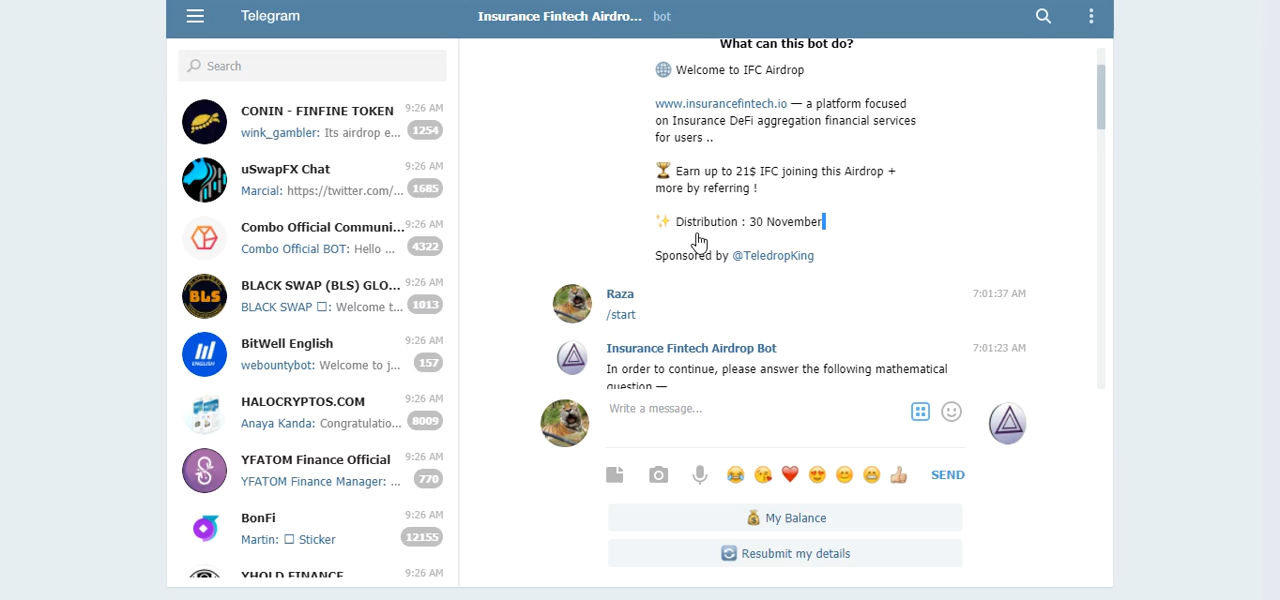 Telegram
Insurance Fintech Airdro... bot
Search
CONIN - FINFINE TOKEN 9:26 AM
wink_gambler: Its airdrop e... 1254
uSwapFX Chat 9:26 AM
Marcial: https://twitter.com/... 1685
Combo Official Communi... 9:26 AM
Combo Official BOT: Hello ... 4322
BLACK SWAP (BLS) GLO... 9:26 AM
BLACK SWAP □: Welcome t... 1013
BitWell English 9:26 AM
webountybot: Welcome to j... 157
HALOCRYPTOS.COM 9:26 AM
Anaya Kanda: Congratulatio... 8009
YFATOM Finance Official 9:26 AM
YFATOM Finance Manager: ... 770
BonFi 9:26 AM
Martin: □ Sticker 12155
YHOLD FINANCE 9:26 AM
What can this bot do?
Welcome to IFC Airdrop
www.insurancefintech.io — a platform focused
on Insurance DeFi aggregation financial services
for users ..
Earn up to 21$ IFC joining this Airdrop +
more by referring !
Distribution : 30 November
Sponsored by @TeledropKing
Raza 7:01:37 AM
/start
Insurance Fintech Airdrop Bot 7:01:23 AM
In order to continue, please answer the following mathematical
question —
Write a message...
SEND
My Balance
Resubmit my details
BLS
ENGLISH